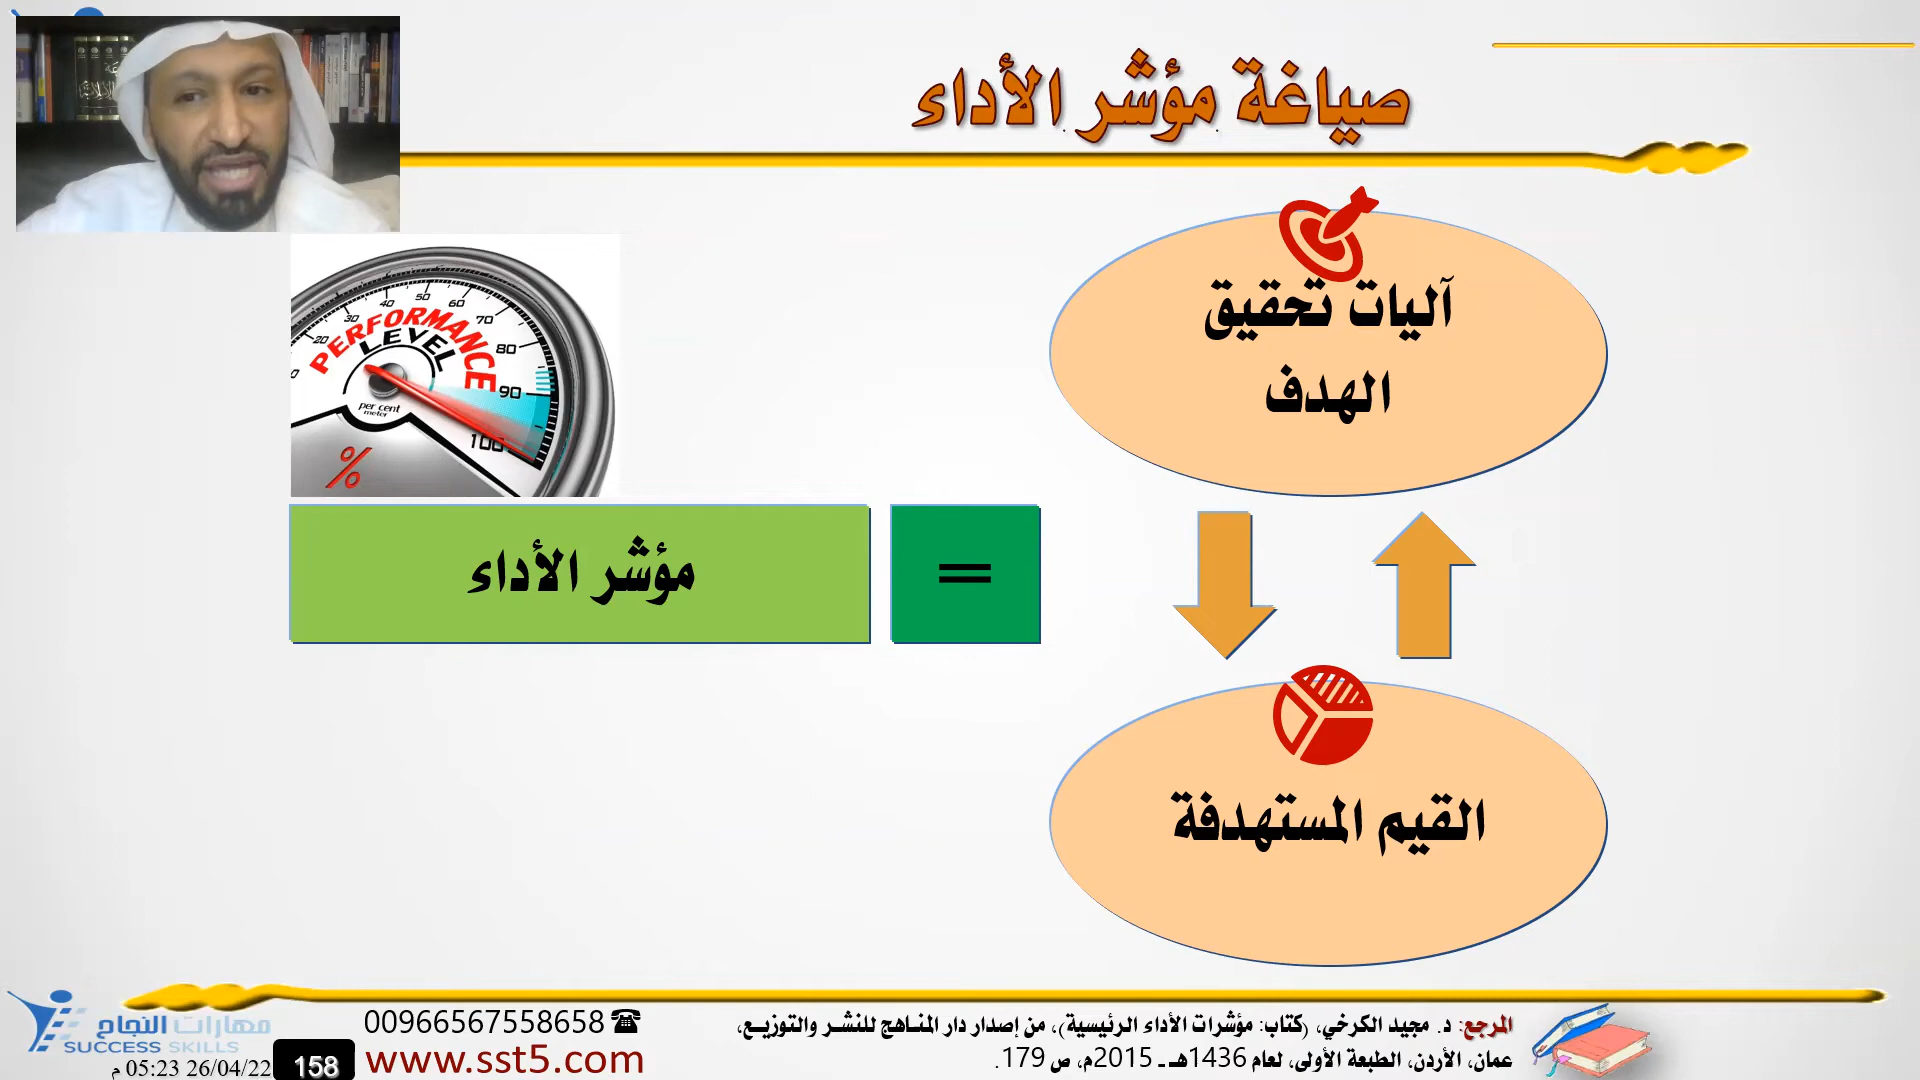 صياغة مؤشر الأداء
آليات تحقيق
الهدف
0 20 30 40 50 60 70 80 90 100
PERFORMANCE
LEVEL
per cent
meter
%
=
مؤشر الأداء
القيم المستهدفة
المرجع: د. مجيد الكرخي، (كتاب: مؤشرات الأداء الرئيسية)، من إصدار دار المناهج للنشر والتوزيع،
عمان، الأردن، الطبعة الأولى، لعام 1436هـ ـ 2015م، ص 179.
00966567558658 ☎
www.sst5.com
مهارات النجاح
SUCCESS SKILLS
158
26/04/22 05:23 م